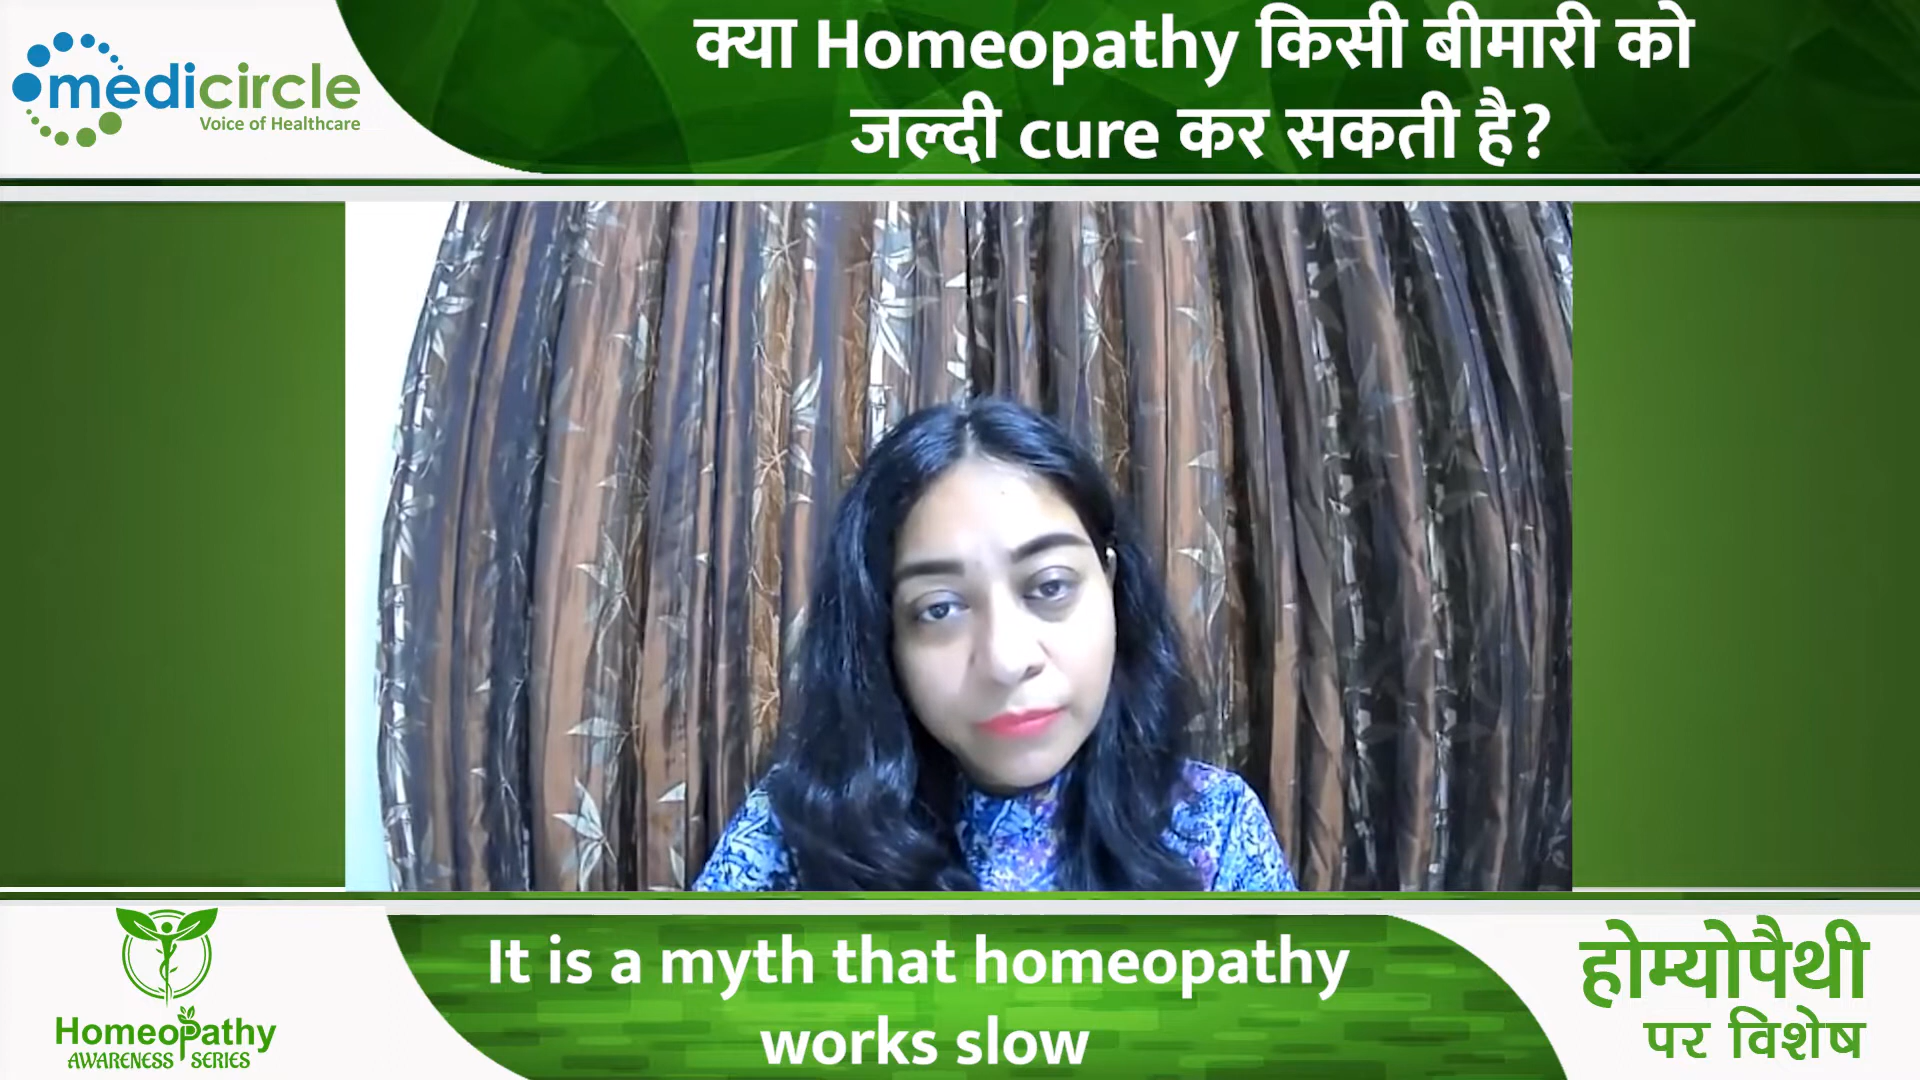 medicircle
Voice of Healthcare
क्या Homeopathy किसी बीमारी को
जल्दी cure कर सकती है?
Homeopathy
AWARENESS SERIES
It is a myth that homeopathy
works slow
होम्योपैथी
पर विशेष